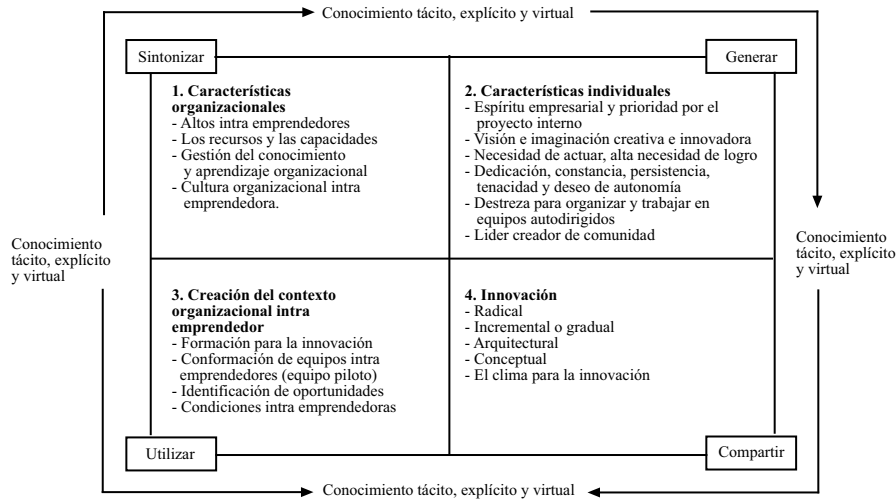 Conocimiento tácito, explícito y virtual
Sintonizar
Generar
1. Características
organizacionales
- Altos intra emprendedores
- Los recursos y las capacidades
- Gestión del conocimiento
y aprendizaje organizacional
- Cultura organizacional intra
emprendedora.
2. Características individuales
- Espíritu empresarial y prioridad por el
proyecto interno
- Visión e imaginación creativa e innovadora
- Necesidad de actuar, alta necesidad de logro
- Dedicación, constancia, persistencia,
tenacidad y deseo de autonomía
- Destreza para organizar y trabajar en
equipos autodirigidos
- Lider creador de comunidad
Conocimiento
tácito, explícito
y virtual
Conocimiento
tácito, explícito
y virtual
3. Creación del contexto
organizacional intra
emprendedor
- Formación para la innovación
- Conformación de equipos intra
emprendedores (equipo piloto)
- Identificación de oportunidades
- Condiciones intra emprendedoras
4. Innovación
- Radical
- Incremental o gradual
- Arquitectural
- Conceptual
- El clima para la innovación
Utilizar
Compartir
Conocimiento tácito, explícito y virtual